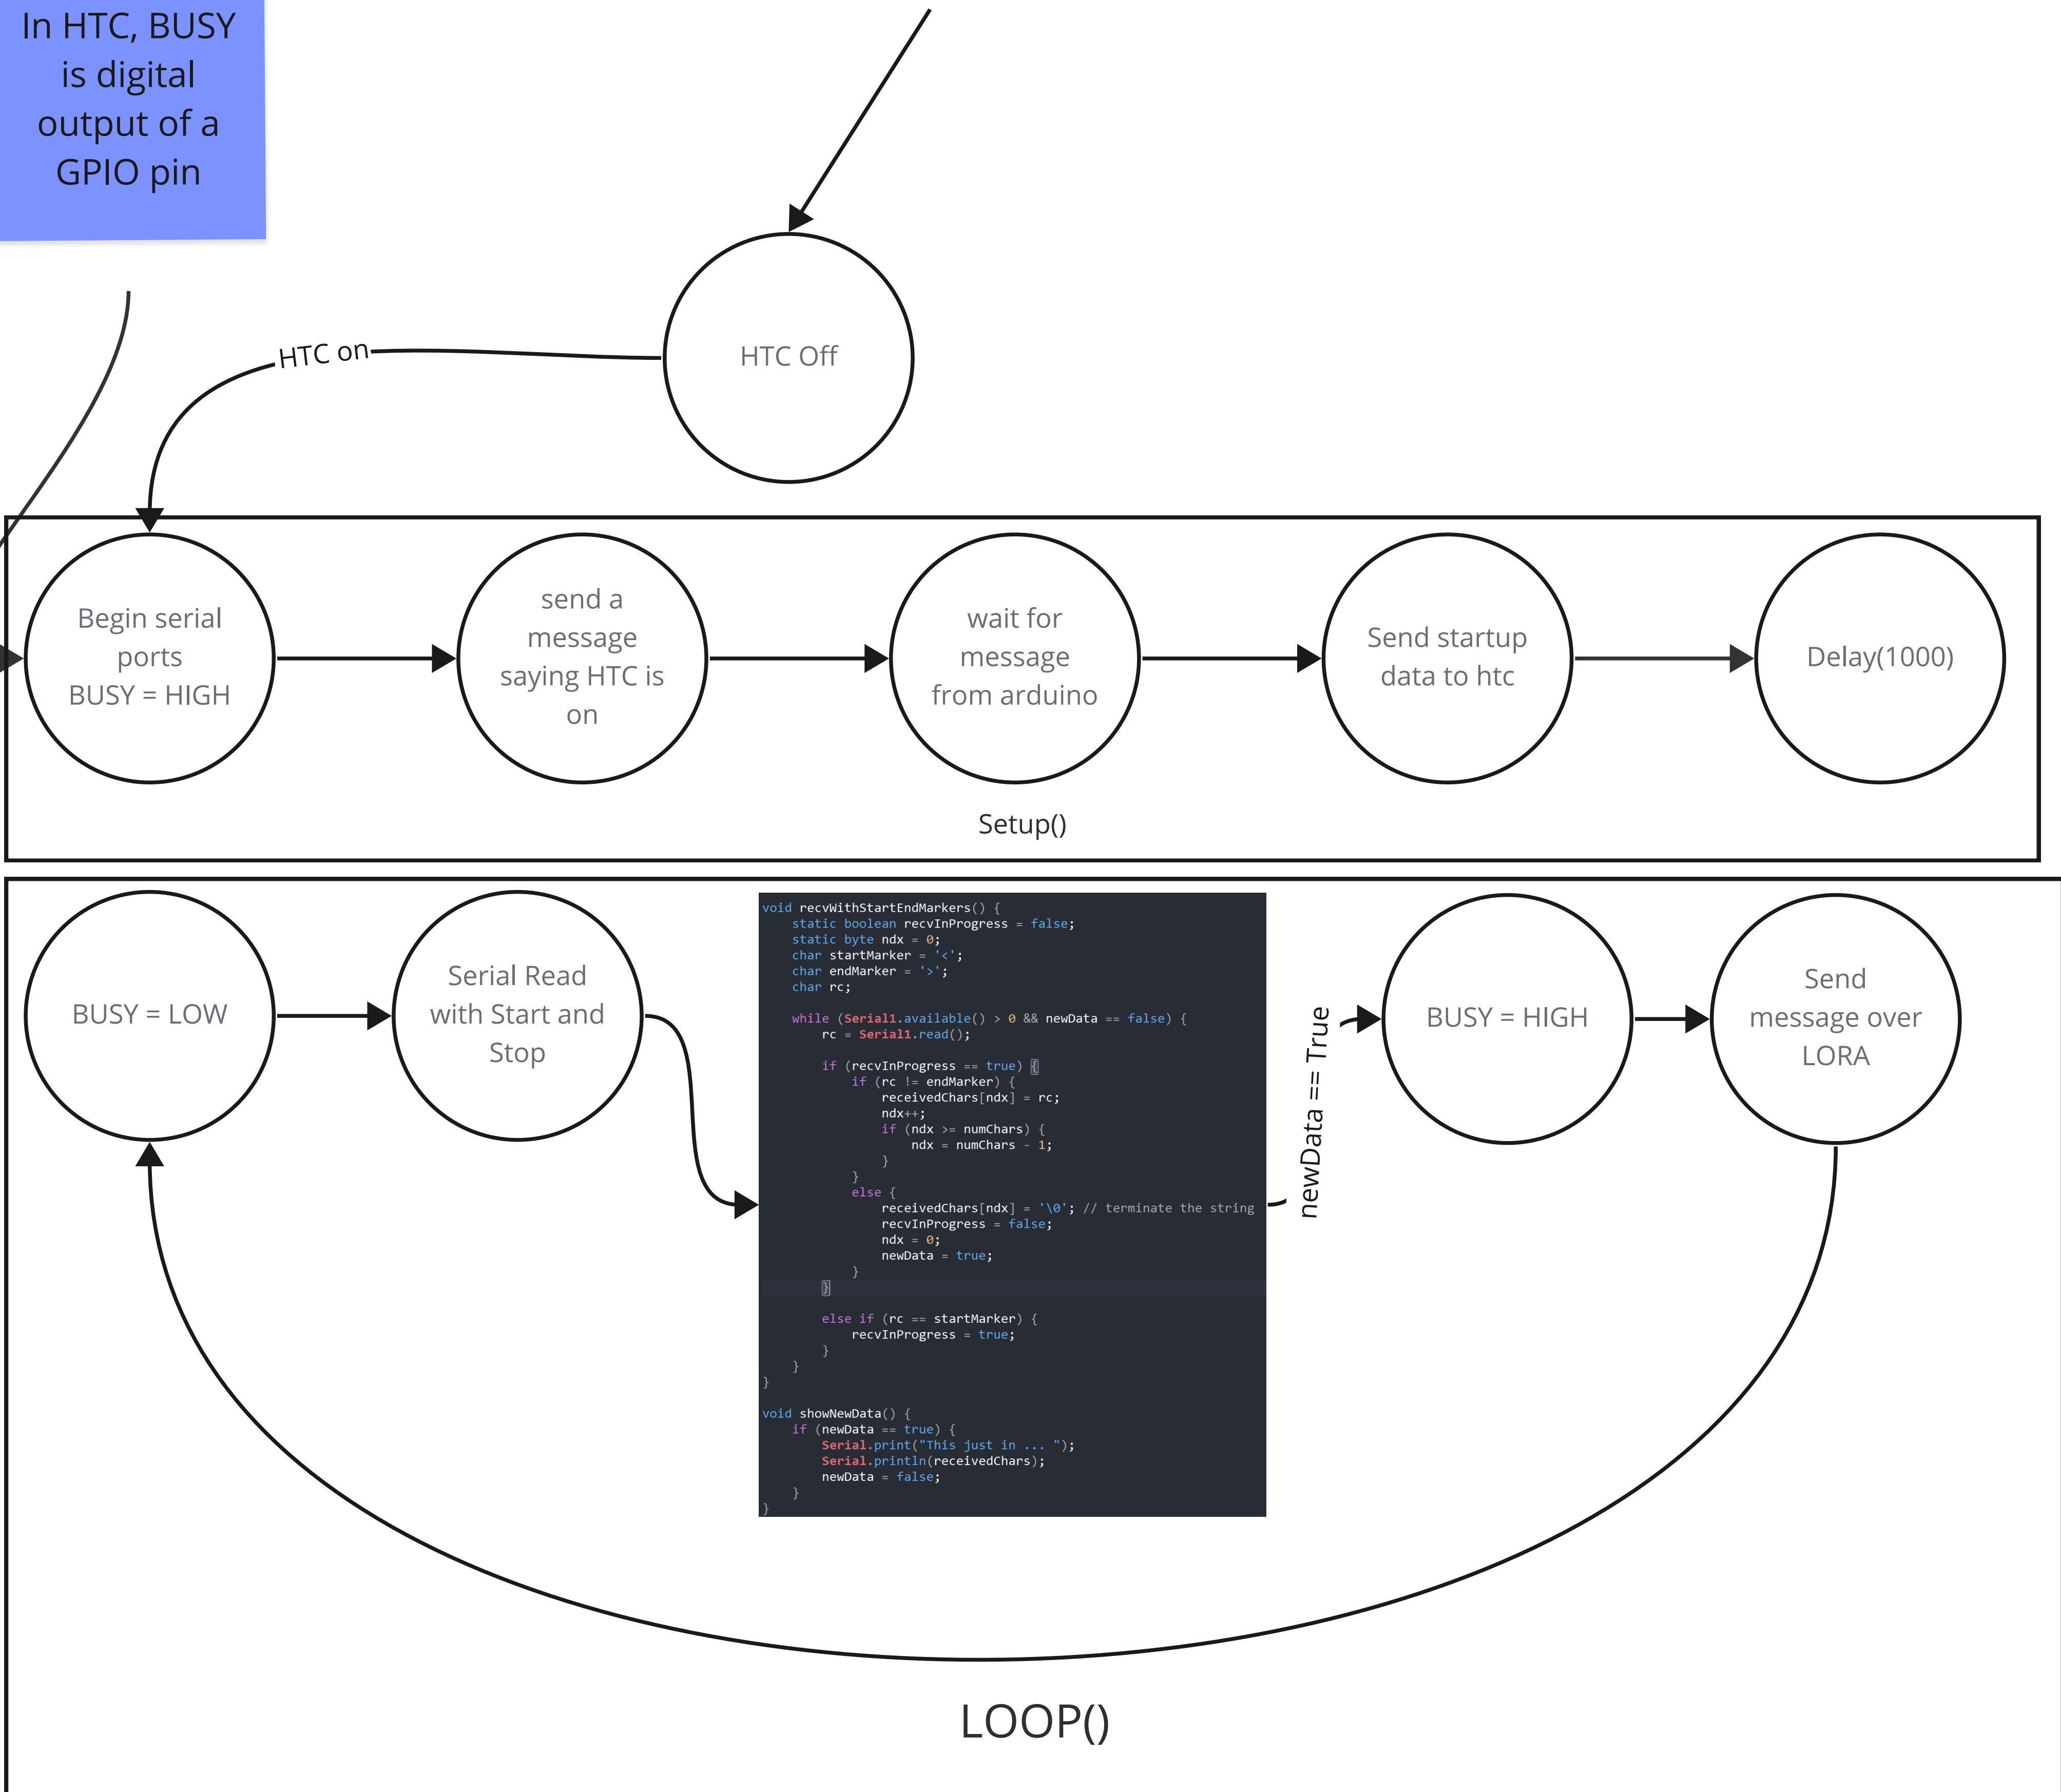 In HTC, BUSY
is digital
output of a
GPIO pin
HTC on
HTC Off
Begin serial
ports
BUSY = HIGH
send a
message
saying HTC is
on
wait for
message
from arduino
Send startup
data to htc
Delay(1000)
Setup()
BUSY = LOW
Serial Read
with Start and
Stop
void recvWithStartEndMarkers() {
    static boolean recvInProgress = false;
    static byte ndx = 0;
    char startMarker = '<';
    char endMarker = '>';
    char rc;
    while (Serial1.available() > 0 && newData == false) {
        rc = Serial1.read();
        if (recvInProgress == true) {
            if (rc != endMarker) {
                receivedChars[ndx] = rc;
                ndx++;
                if (ndx >= numChars) {
                    ndx = numChars - 1;
                }
            }
            else {
                receivedChars[ndx] = '\0'; // terminate the string
                recvInProgress = false;
                ndx = 0;
                newData = true;
            }
        }
        else if (rc == startMarker) {
            recvInProgress = true;
        }
    }
}
void showNewData() {
    if (newData == true) {
        Serial.print("This just in ... ");
        Serial.println(receivedChars);
        newData = false;
    }
}
newData == True
BUSY = HIGH
Send
message over
LORA
LOOP()